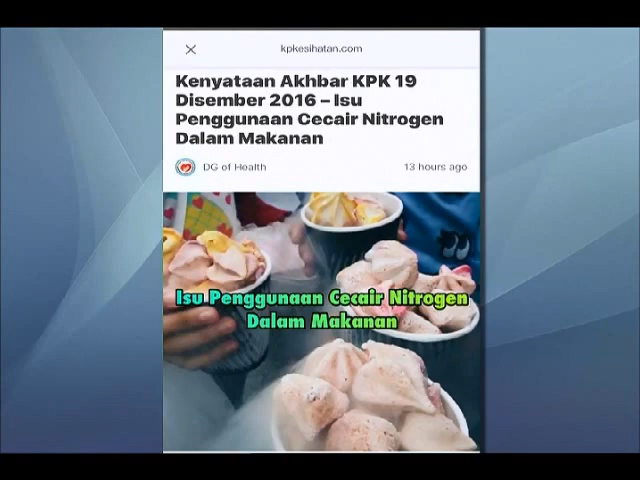 kpkesihatan.com
Kenyataan Akhbar KPK 19
Disember 2016 – Isu
Penggunaan Cecair Nitrogen
Dalam Makanan
DG of Health
13 hours ago
Isu Penggunaan Cecair Nitrogen
Dalam Makanan